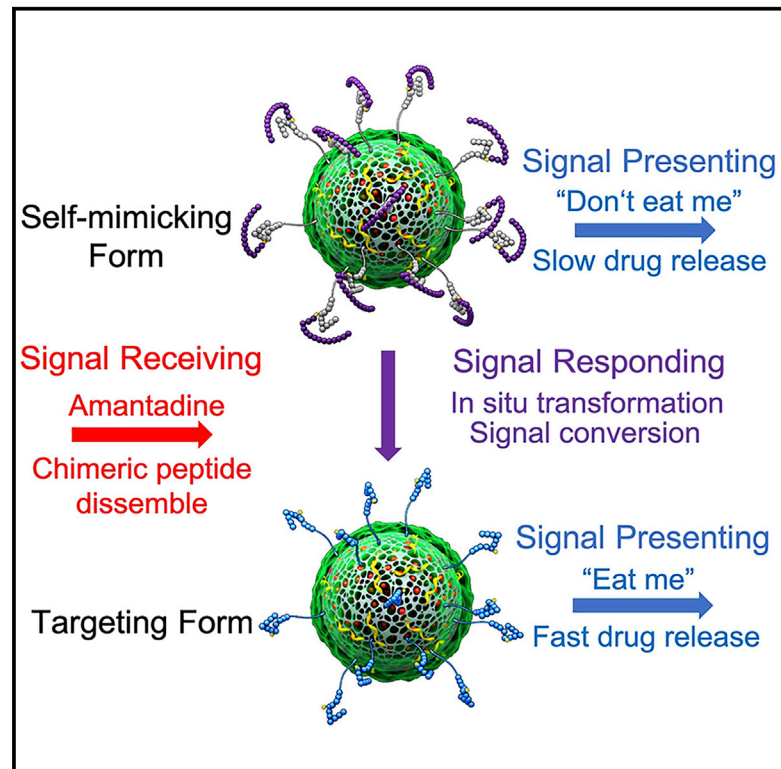 Self-mimicking
Form
Signal Presenting
"Don't eat me"
Slow drug release
Signal Receiving
Amantadine
Chimeric peptide
dissemble
Signal Responding
In situ transformation
Signal conversion
Targeting Form
Signal Presenting
"Eat me"
Fast drug release